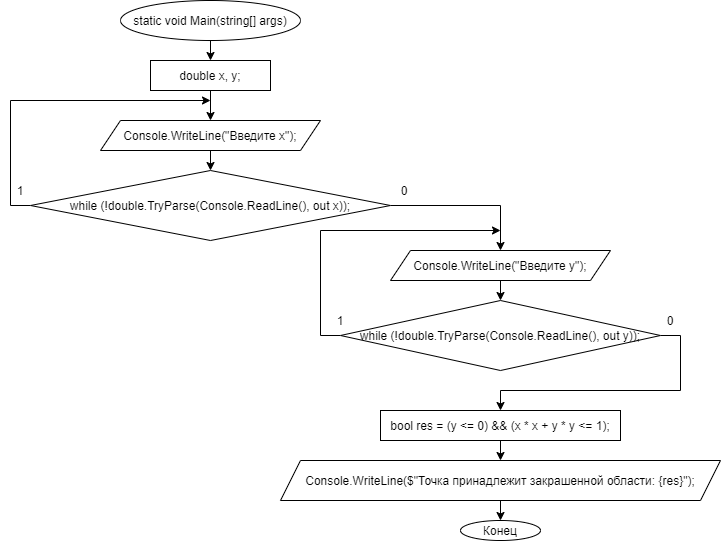 static void Main(string[] args)
double x, y;
Console.WriteLine("Введите x");
1
0
while (!double.TryParse(Console.ReadLine(), out x));
Console.WriteLine("Введите y");
1
0
while (!double.TryParse(Console.ReadLine(), out y));
bool res = (y <= 0) && (x * x + y * y <= 1);
Console.WriteLine($"Точка принадлежит закрашенной области: {res}");
Конец